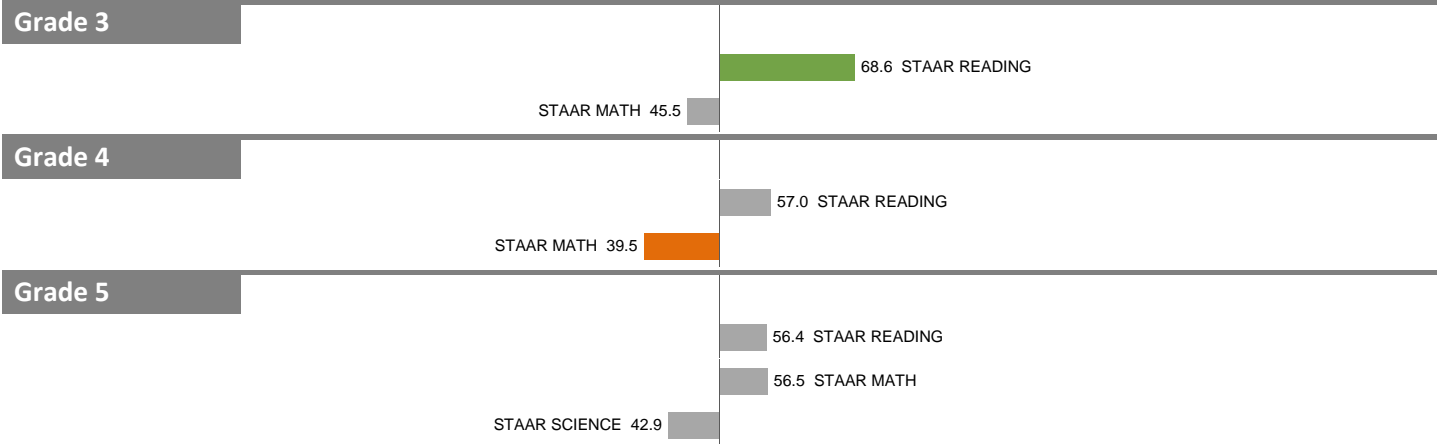 Grade 3
68.6 STAAR READING
STAAR MATH 45.5
Grade 4
57.0 STAAR READING
STAAR MATH 39.5
Grade 5
56.4 STAAR READING
56.5 STAAR MATH
STAAR SCIENCE 42.9